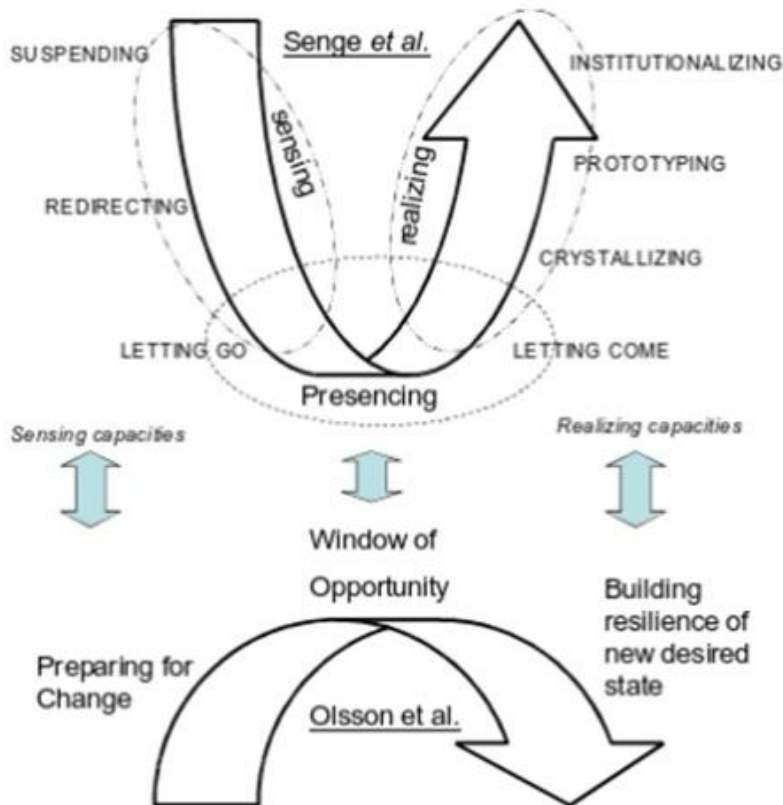 Senge et al.
SUSPENDING
INSTITUTIONALIZING
sensing
realizing
PROTOTYPING
REDIRECTING
CRYSTALLIZING
LETTING GO
LETTING COME
Presencing
Sensing capacities
Realizing capacities
Window of
Opportunity
Building
resilience of
new desired
state
Preparing for
Change
Olsson et al.